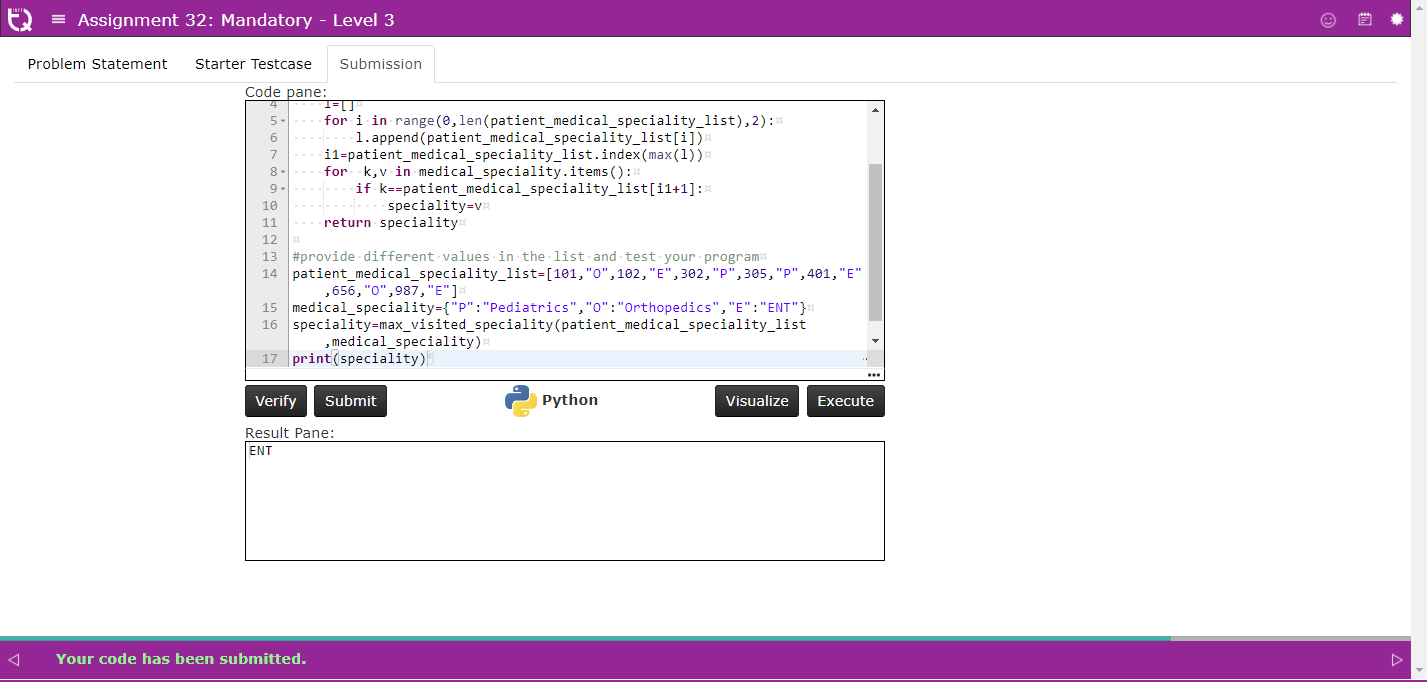 Assignment 32: Mandatory - Level 3
Problem Statement
Starter Testcase
Submission
Code pane:
4 l=[]
5 for i in range(0,len(patient_medical_speciality_list),2):
6 l.append(patient_medical_speciality_list[i])
7 i1=patient_medical_speciality_list.index(max(l))
8 for k,v in medical_speciality.items():
9 if k==patient_medical_speciality_list[i1+1]:
10 speciality=v
11 return speciality
12
13 #provide different values in the list and test your program
14 patient_medical_speciality_list=[101,"O",102,"E",302,"P",305,"P",401,"E"
,656,"O",987,"E"]
15 medical_speciality={"P":"Pediatrics","O":"Orthopedics","E":"ENT"}
16 speciality=max_visited_speciality(patient_medical_speciality_list
,medical_speciality)
17 print(speciality)
Verify
Submit
Python
Visualize
Execute
Result Pane:
ENT
Your code has been submitted.